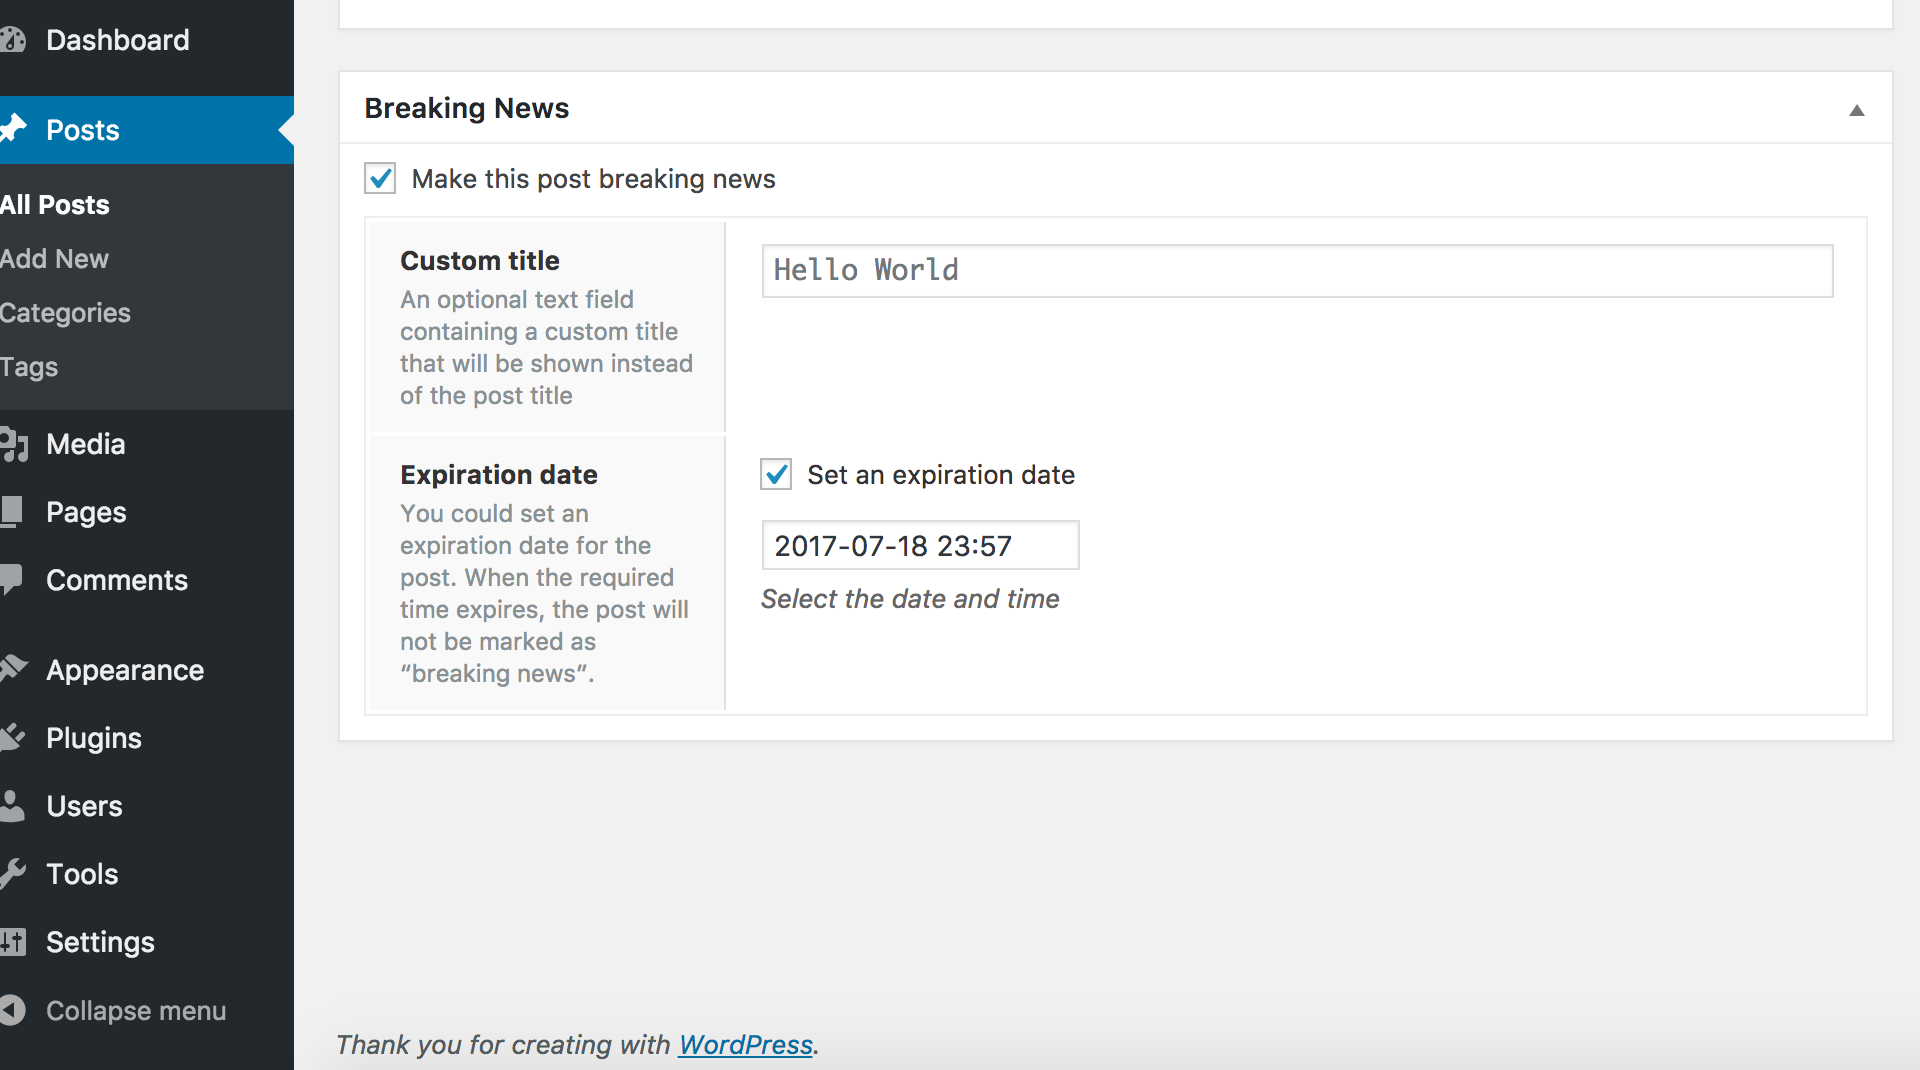 Dashboard
Posts
All Posts
Add New
Categories
Tags
Media
Pages
Comments
Appearance
Plugins
Users
Tools
Settings
Collapse menu
Breaking News
Make this post breaking news
Custom title
An optional text field
containing a custom title
that will be shown instead
of the post title
Hello World
Expiration date
You could set an
expiration date for the
post. When the required
time expires, the post will
not be marked as
“breaking news”.
Set an expiration date
2017-07-18 23:57
Select the date and time
Thank you for creating with WordPress.